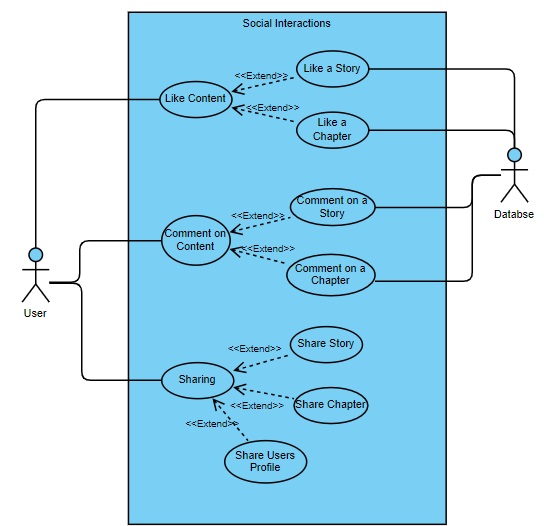 Social Interactions
<<Extend>>
Like a Story
Like Content
<<Extend>>
Like a
Chapter
Comment on a
Story
<<Extend>>
Comment on
Content
<<Extend>>
Comment on a
Chapter
Databse
User
Share Story
<<Extend>>
Sharing
<<Extend>>
Share Chapter
<<Extend>>
Share Users
Profile